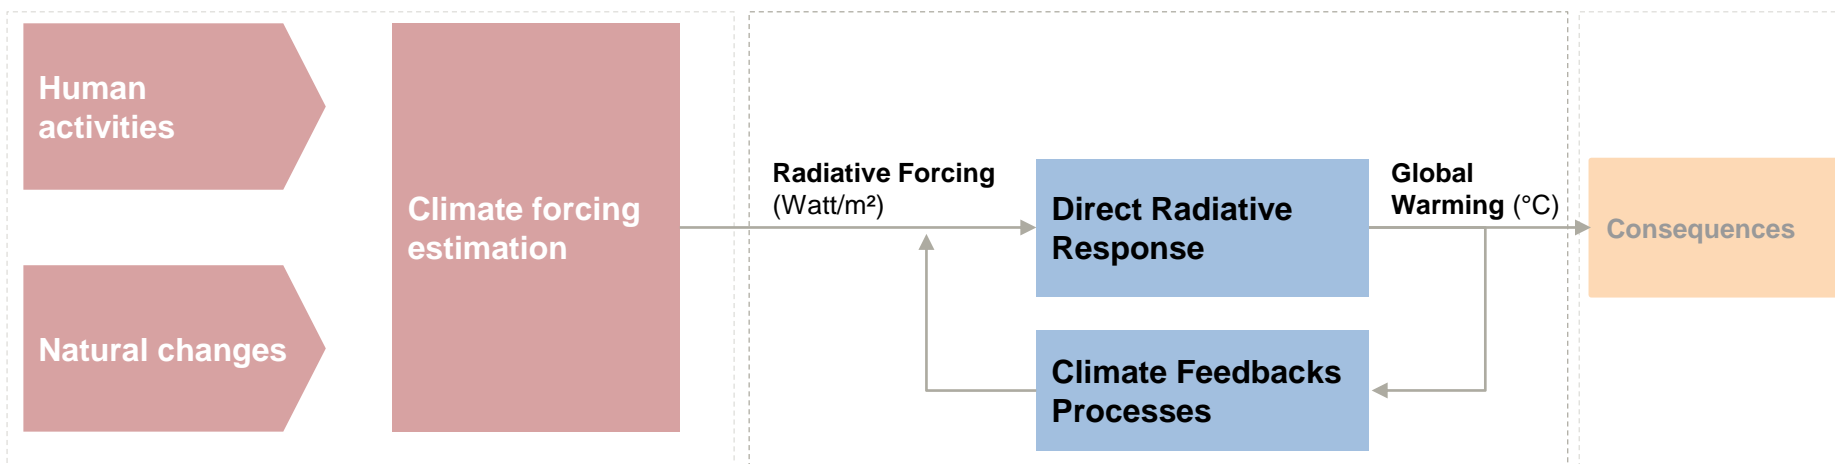 Human
activities
Natural changes
Climate forcing
estimation
Radiative Forcing
(Watt/m²)
Direct Radiative
Response
Climate Feedbacks
Processes
Global
Warming (°C)
Consequences